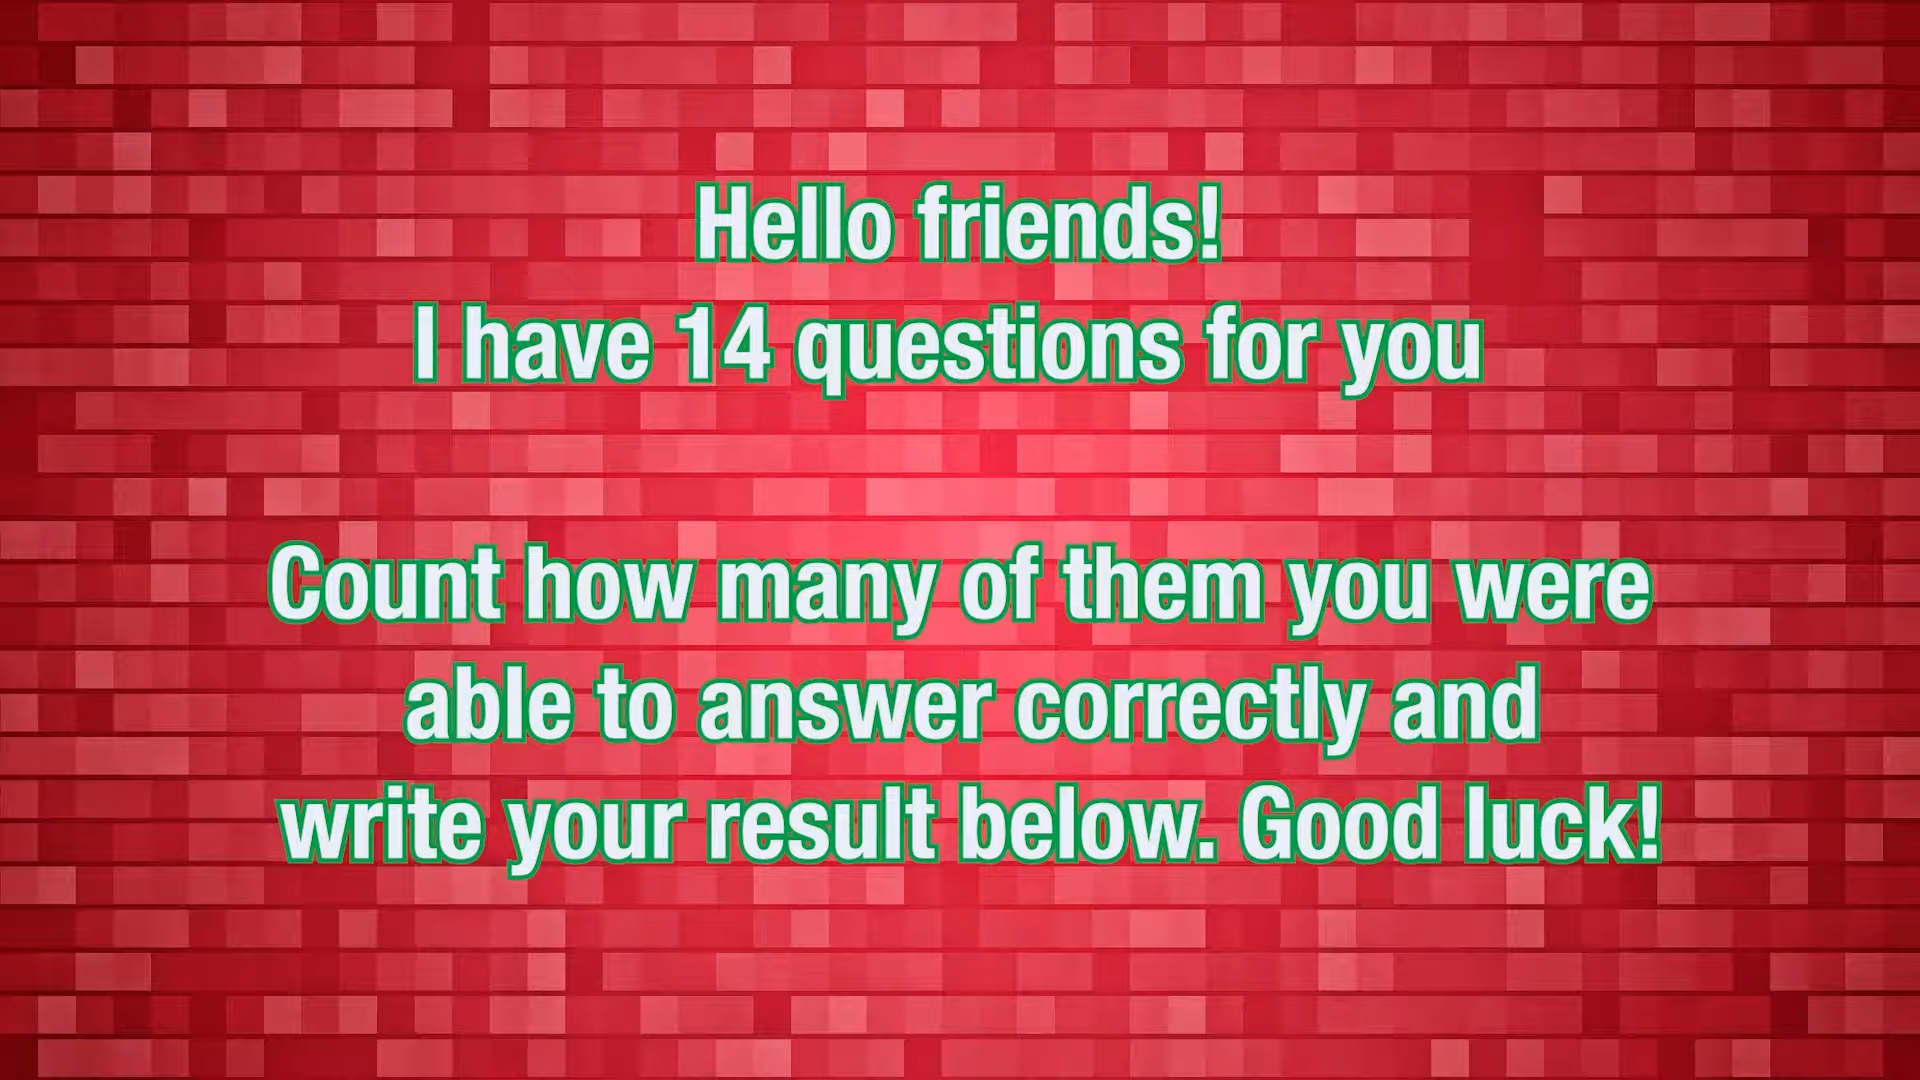 Hello friends!
I have 14 questions for you
Count how many of them you were
able to answer correctly and
write your result below. Good luck!